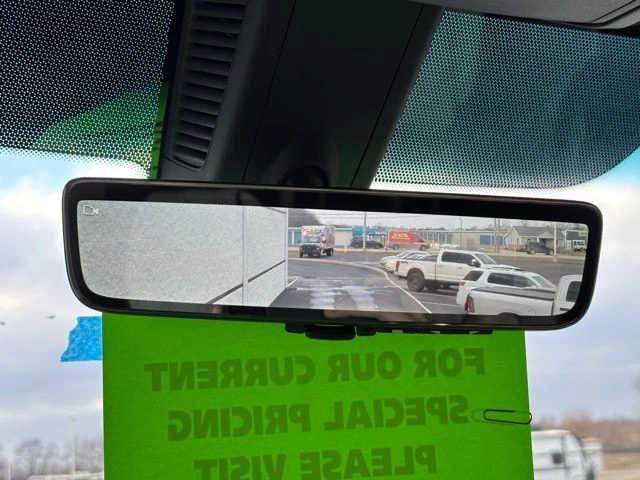 FOR OUR CURRENT
SPECIAL PRICING
PLEASE VISIT